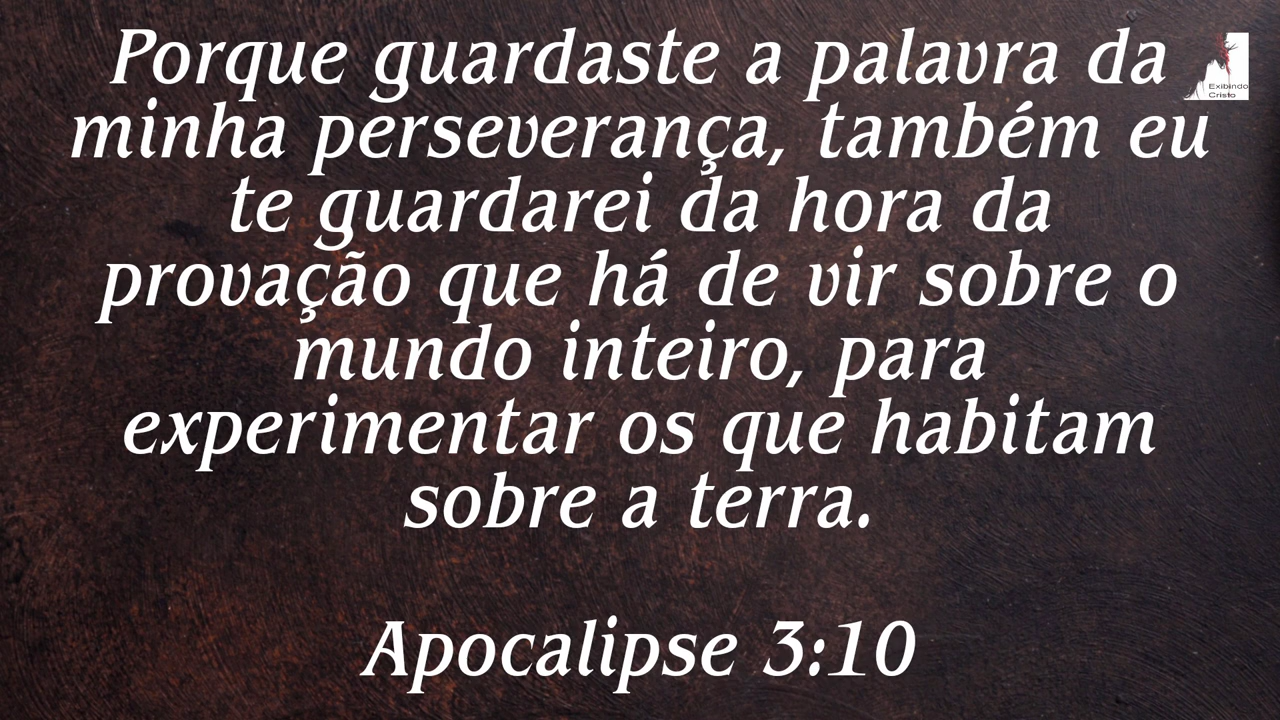 Porque guardaste a palavra da
minha perseverança, também eu
te guardarei da hora da
provação que há de vir sobre o
mundo inteiro, para
experimentar os que habitam
sobre a terra.
Apocalipse 3:10
Exibindo
Cristo